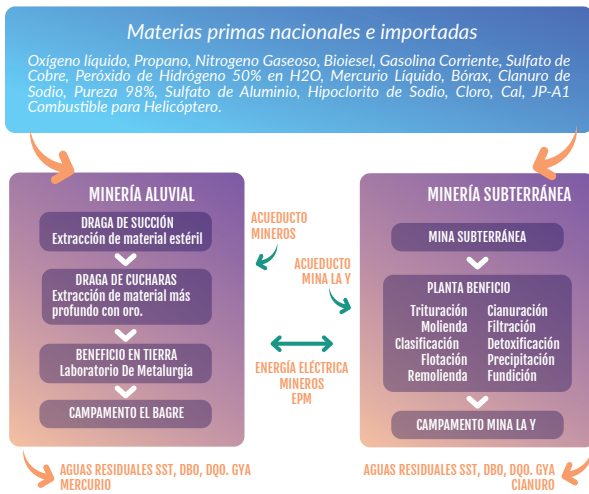 Materias primas nacionales e importadas
Oxígeno líquido, Propano, Nitrogeno Gaseoso, Bioiesel, Gasolina Corriente, Sulfato de
Cobre, Peróxido de Hidrógeno 50% en H2O, Mercurio Líquido, Bórax, CIanuro de
Sodio, Pureza 98%, Sulfato de Aluminio, Hipoclorito de Sodio, Cloro, Cal, JP-A1
Combustible para Helicóptero.
MINERÍA ALUVIAL
DRAGA DE SUCCIÓN
Extracción de material estéril
DRAGA DE CUCHARAS
Extracción de material más
profundo con oro.
BENEFICIO EN TIERRA
Laboratorio De Metalurgia
CAMPAMENTO EL BAGRE
ACUEDUCTO
MINEROS
ACUEDUCTO
MINA LA Y
ENERGÍA ELÉCTRICA
MINEROS
EPM
MINERÍA SUBTERRÁNEA
MINA SUBTERRÁNEA
PLANTA BENFICIO
Trituración Cianuración
Molienda Filtración
Clasificación Detoxificación
Flotación Precipitación
Remolienda Fundición
CAMPAMENTO MINA LA Y
AGUAS RESIDUALES SST, DBO, DQO. GYA
MERCURIO
AGUAS RESIDUALES SST, DBO, DQO. GYA
CIANURO